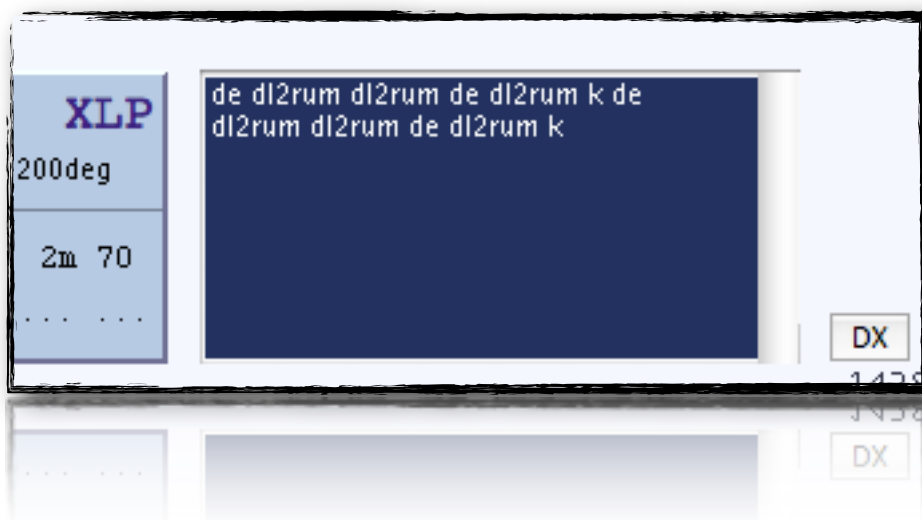 XLP
200deg
2m 70
... ...
de dl2rum dl2rum de dl2rum k de
dl2rum dl2rum de dl2rum k
DX